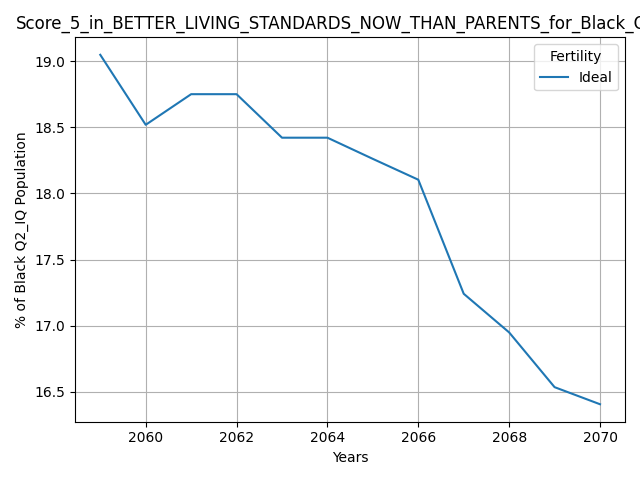 Score_5_in_BETTER_LIVING_STANDARDS_NOW_THAN_PARENTS_for_Black_
Fertility
Ideal
% of Black Q2_IQ Population
19.0
18.5
18.0
17.5
17.0
16.5
2060 2062 2064 2066 2068 2070
Years